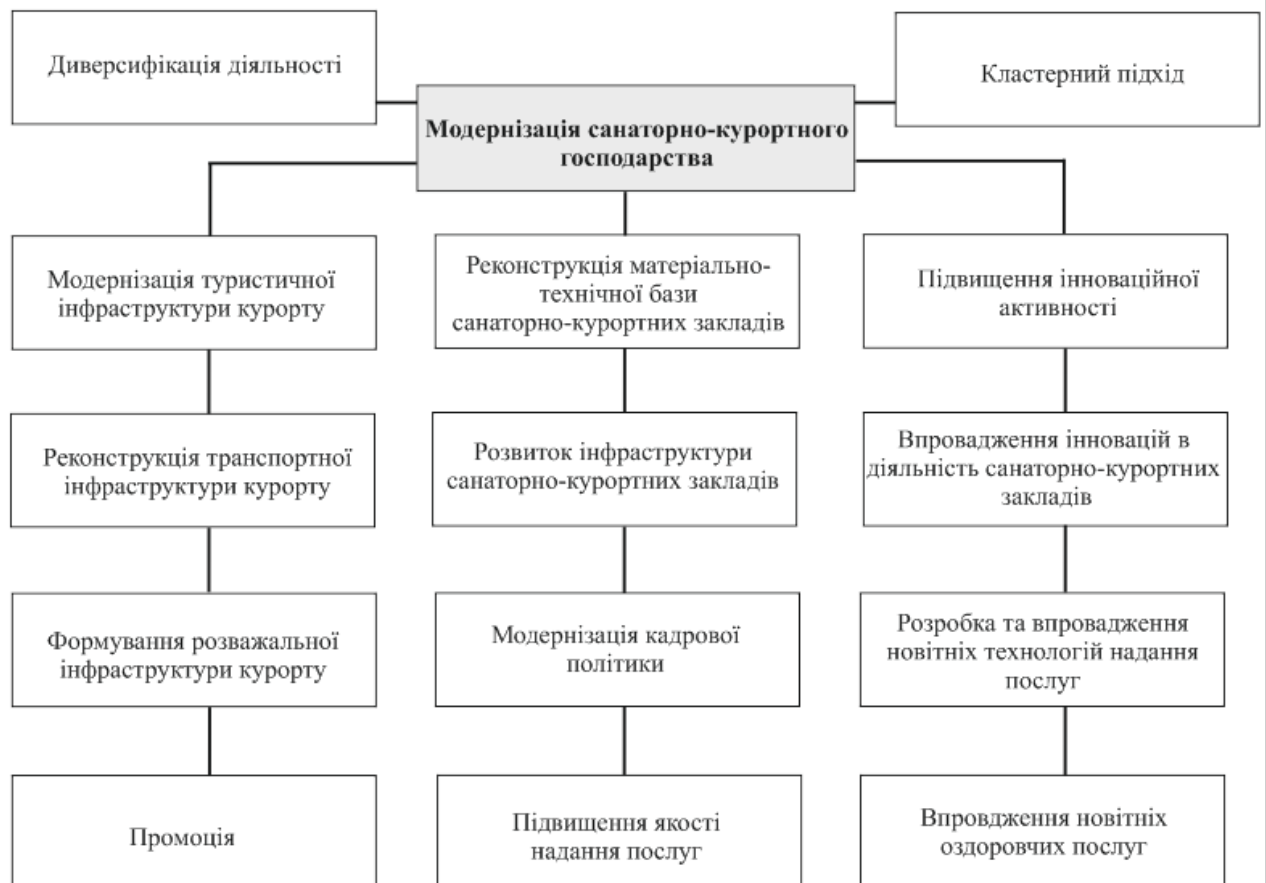 Диверсифікація діяльності
Кластерний підхід
Модернізація санаторно-курортного
господарства
Модернізація туристичної
інфраструктури курорту
Реконструкція матеріально-
технічної бази
санаторно-курортних закладів
Підвищення інноваційної
активності
Реконструкція транспортної
інфраструктури курорту
Розвиток інфраструктури
санаторно-курортних закладів
Впровадження інновацій в
діяльність санаторно-курортних
закладів
Формування розважальної
інфраструктури курорту
Модернізація кадрової
політики
Розробка та впровадження
новітніх технологій надання
послуг
Промоція
Підвищення якості
надання послуг
Впровдження новітніх
оздоровчих послуг